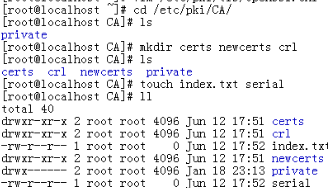 [root@localhost ~]# cd /etc/pki/CA/
[root@localhost CA]# ls
private
[root@localhost CA]# mkdir certs newcerts crl
[root@localhost CA]# ls
certs crl newcerts private
[root@localhost CA]# touch index.txt serial
[root@localhost CA]# ll
total 40
drwxr-xr-x 2 root root 4096 Jun 12 17:51 certs
drwxr-xr-x 2 root root 4096 Jun 12 17:51 crl
-rw-r--r-- 1 root root 0 Jun 12 17:52 index.txt
drwxr-xr-x 2 root root 4096 Jun 12 17:51 newcerts
drwx------ 2 root root 4096 Jan 18 23:13 private
-rw-r--r-- 1 root root 0 Jun 12 17:52 serial